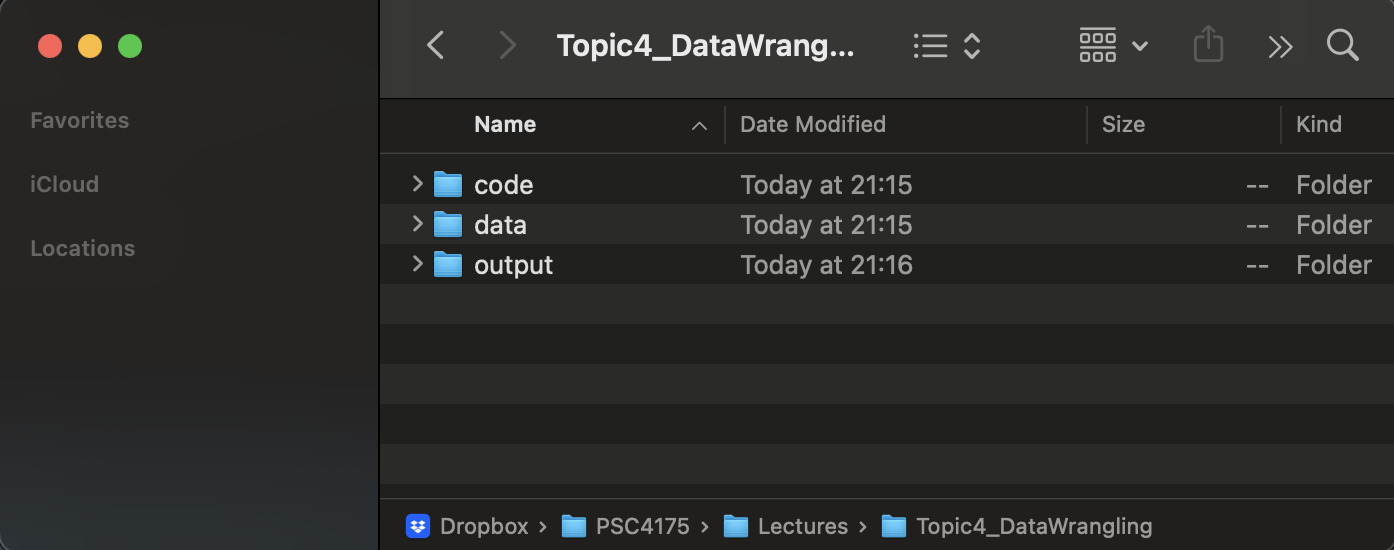 Topic4_DataWrang...
Favorites
iCloud
Locations
Name Date Modified Size Kind
code Today at 21:15 -- Folder
data Today at 21:15 -- Folder
output Today at 21:16 -- Folder
Dropbox › PSC4175 › Lectures › Topic4_DataWrangling